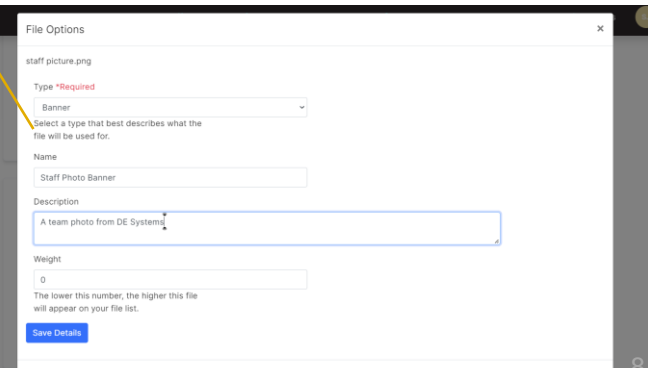 File Options
×
staff picture.png
Type *Required
Banner
Select a type that best describes what the
file will be used for.
Name
Staff Photo Banner
Description
A team photo from DE Systems
Weight
0
The lower this number, the higher this file
will appear on your file list.
Save Details